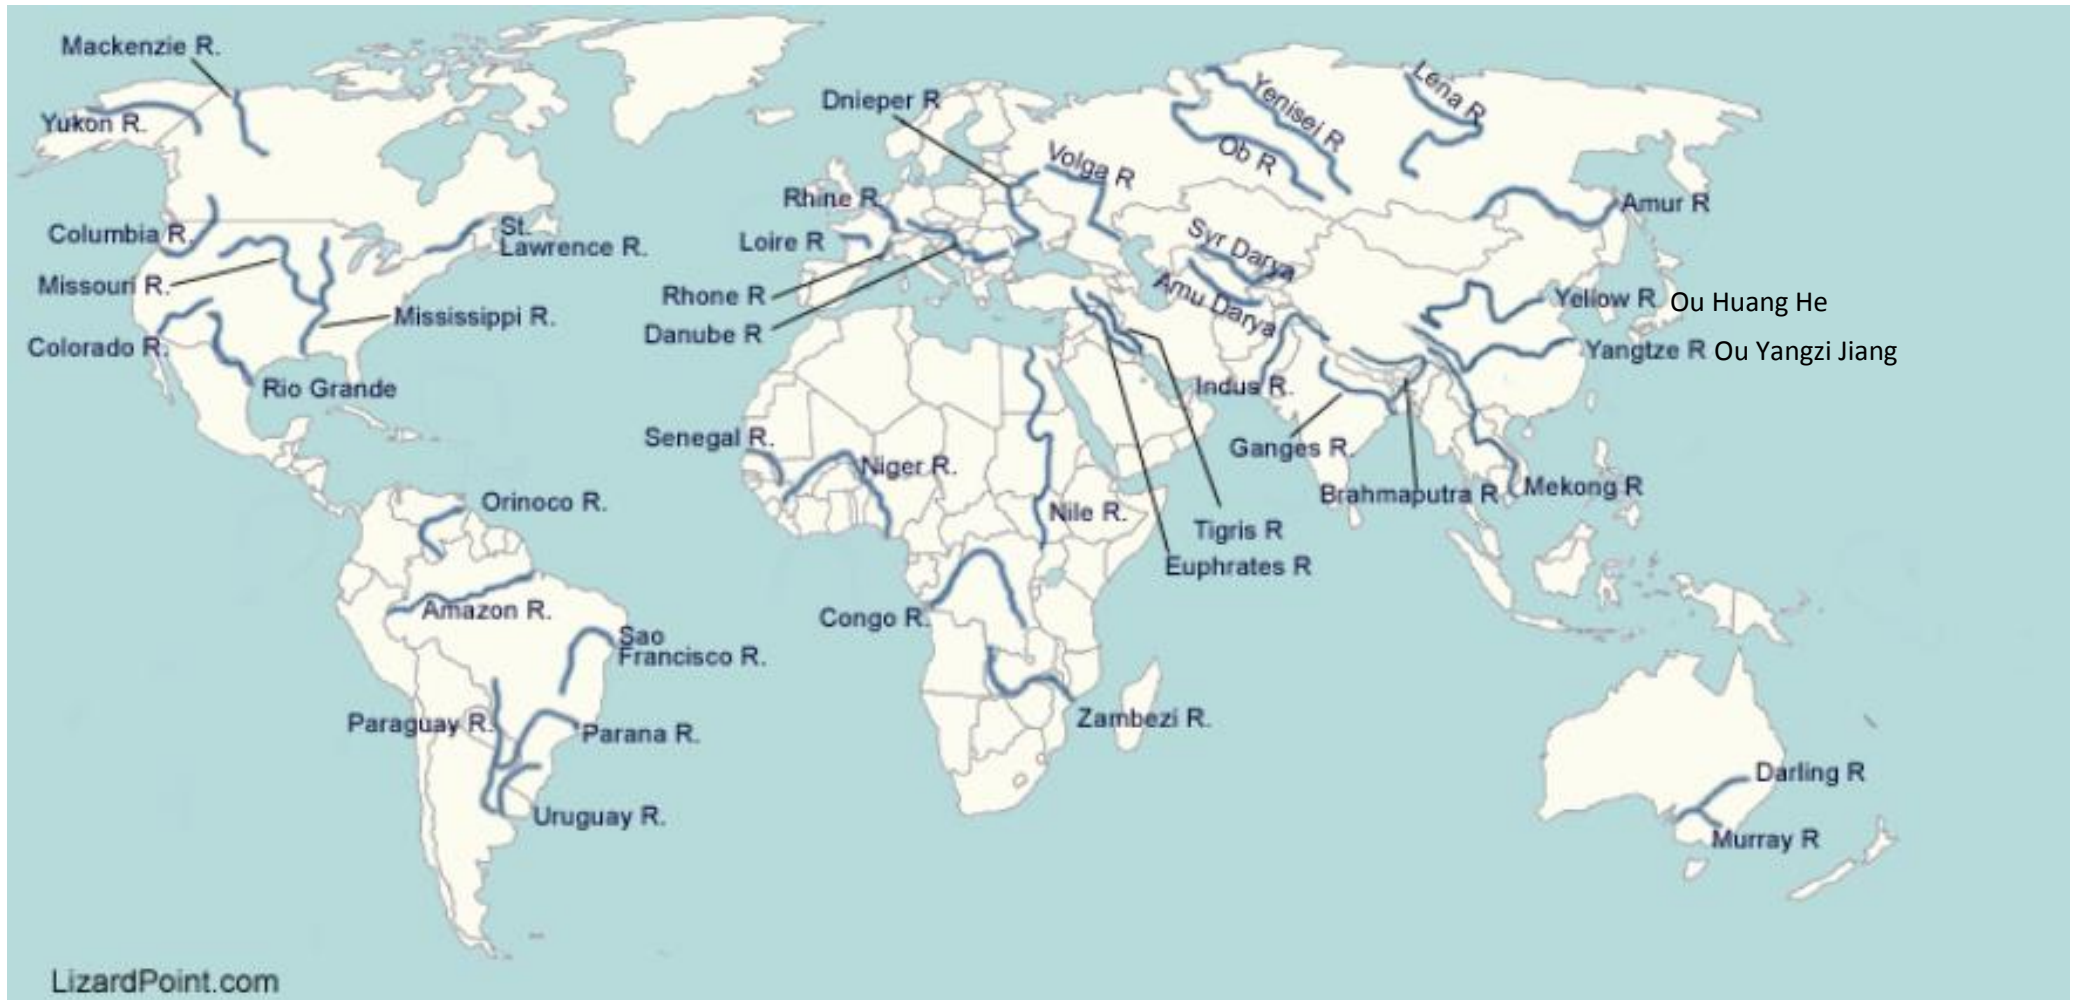 Mackenzie R.
Yukon R.
Columbia R.
Missouri R.
Colorado R.
Rio Grande
Mississippi R.
St.
Lawrence R.
Orinoco R.
Amazon R.
Sao
Francisco R.
Paraguay R.
Parana R.
Uruguay R.
Dnieper R
Volga R
Rhine R.
Loire R
Rhone R
Danube R
Senegal R.
Niger R.
Nile R.
Congo R.
Zambezi R.
Tigris R
Euphrates R
Yenisei R
Ob R
Lena R
Amur R
Syr Darya
Amu Darya
Yellow R Ou Huang He
Yangtze R Ou Yangzi Jiang
Indus R.
Ganges R.
Brahmaputra R
Mekong R
Darling R
Murray R
LizardPoint.com